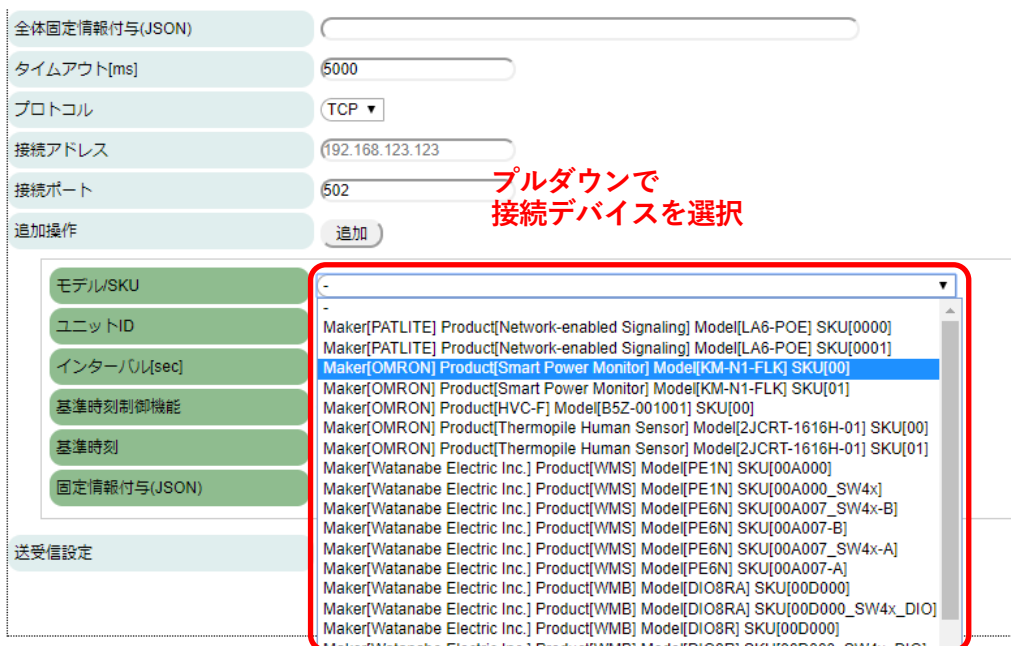 全体固定情報付与(JSON)
タイムアウト[ms]
5000
プロトコル
TCP
接続アドレス
192.168.123.123
接続ポート
502
プルダウンで
接続デバイスを選択
追加操作
追加
モデル/SKU
-
ユニットID
インターバル[sec]
基準時刻制御機能
基準時刻
固定情報付与(JSON)
-
Maker[PATLITE] Product[Network-enabled Signaling] Model[LA6-POE] SKU[0000]
Maker[PATLITE] Product[Network-enabled Signaling] Model[LA6-POE] SKU[0001]
Maker[OMRON] Product[Smart Power Monitor] Model[KM-N1-FLK] SKU[00]
Maker[OMRON] Product[Smart Power Monitor] Model[KM-N1-FLK] SKU[01]
Maker[OMRON] Product[HVC-F] Model[B5Z-001001] SKU[00]
Maker[OMRON] Product[Thermopile Human Sensor] Model[2JCRT-1616H-01] SKU[00]
Maker[OMRON] Product[Thermopile Human Sensor] Model[2JCRT-1616H-01] SKU[01]
Maker[Watanabe Electric Inc.] Product[WMS] Model[PE1N] SKU[00A000]
Maker[Watanabe Electric Inc.] Product[WMS] Model[PE1N] SKU[00A000_SW4x]
Maker[Watanabe Electric Inc.] Product[WMS] Model[PE6N] SKU[00A007_SW4x-B]
Maker[Watanabe Electric Inc.] Product[WMS] Model[PE6N] SKU[00A007-B]
Maker[Watanabe Electric Inc.] Product[WMS] Model[PE6N] SKU[00A007_SW4x-A]
Maker[Watanabe Electric Inc.] Product[WMS] Model[PE6N] SKU[00A007-A]
Maker[Watanabe Electric Inc.] Product[WMB] Model[DIO8RA] SKU[00D000]
Maker[Watanabe Electric Inc.] Product[WMB] Model[DIO8RA] SKU[00D000_SW4x_DIO]
Maker[Watanabe Electric Inc.] Product[WMB] Model[DIO8R] SKU[00D000]
送受信設定